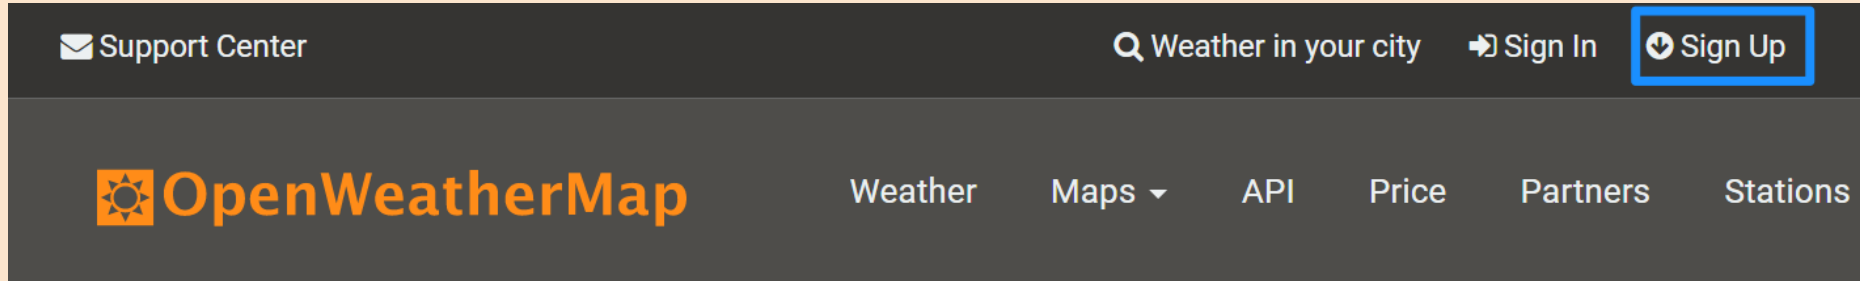 Support Center Weather in your city Sign In Sign Up
OpenWeatherMap Weather Maps API Price Partners Stations